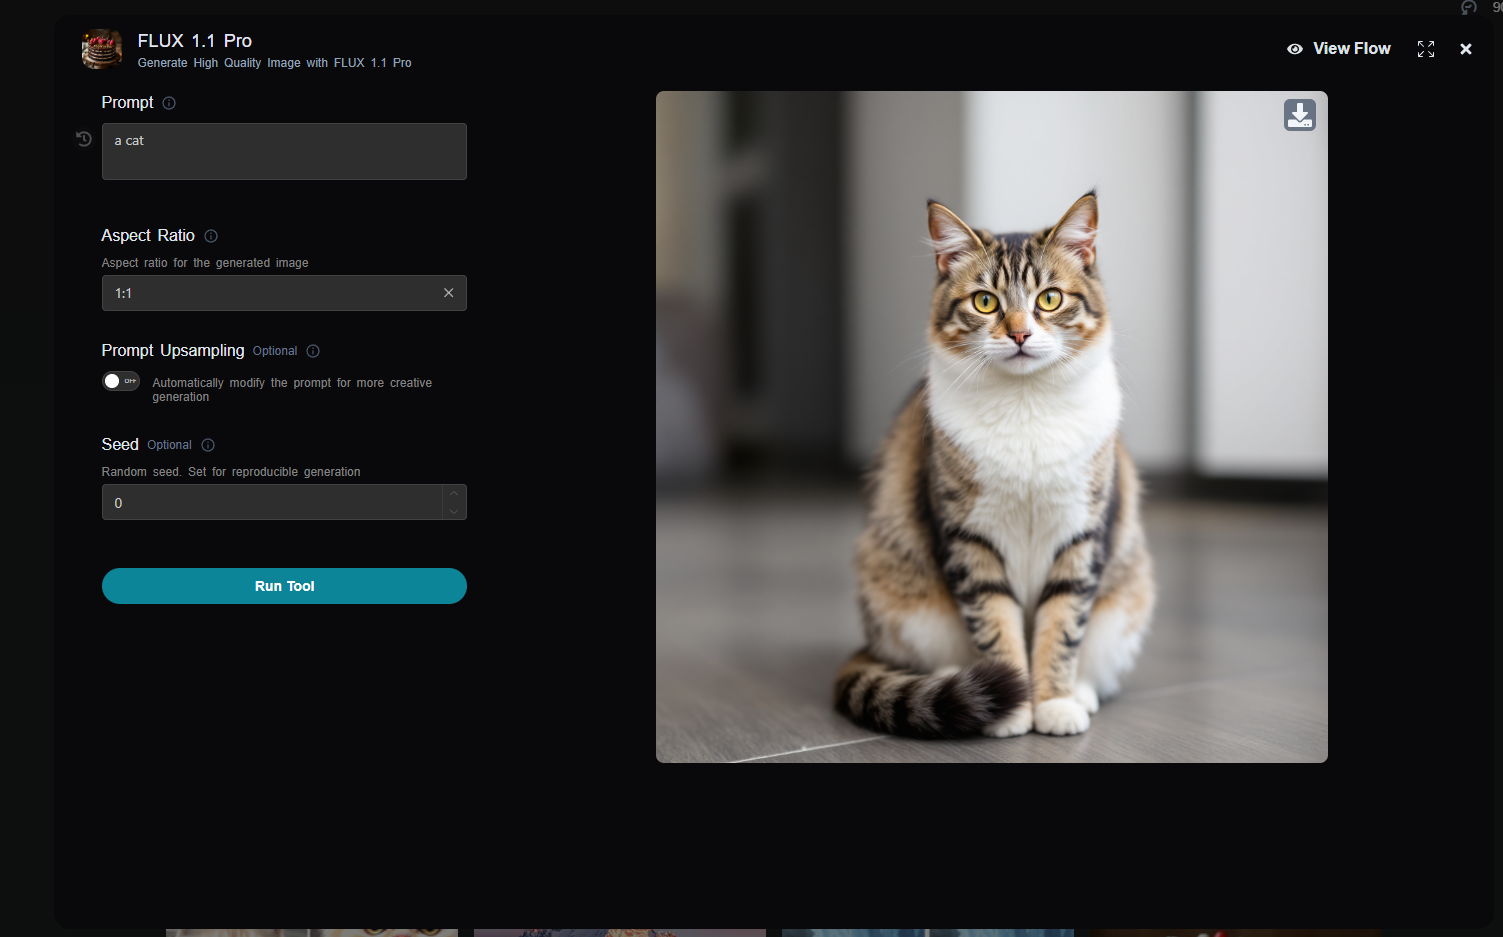 FLUX 1.1 Pro
Generate High Quality Image with FLUX 1.1 Pro
View Flow
Prompt
a cat
Aspect Ratio
Aspect ratio for the generated image
1:1
Prompt Upsampling Optional
OFF
Automatically modify the prompt for more creative
generation
Seed Optional
Random seed. Set for reproducible generation
0
Run Tool